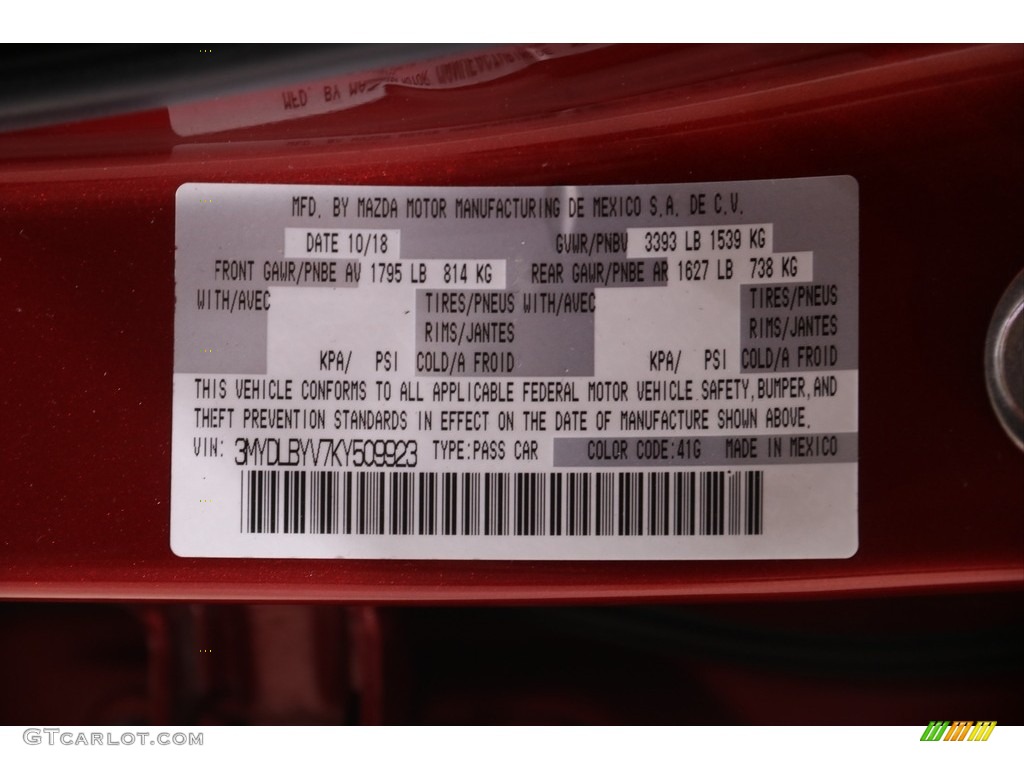 MFD. BY MAZDA MOTOR MANUFACTURING DE MEXICO S.A. DE C.V.
DATE 10/18 GVWR/PNBV 3393 LB 1539 KG
FRONT GAWR/PNBE AV 1795 LB 814 KG REAR GAWR/PNBE AR 1627 LB 738 KG
WITH/AVEC TIRES/PNEUS WITH/AVEC TIRES/PNEUS
RIMS/JANTES RIMS/JANTES
KPA/ PSI COLD/A FROID KPA/ PSI COLD/A FROID
THIS VEHICLE CONFORMS TO ALL APPLICABLE FEDERAL MOTOR VEHICLE SAFETY, BUMPER, AND
THEFT PREVENTION STANDARDS IN EFFECT ON THE DATE OF MANUFACTURE SHOWN ABOVE.
VIN: 3MYDLBYV7KY509923 TYPE:PASS CAR COLOR CODE:41G MADE IN MEXICO
GTCARLOT.COM